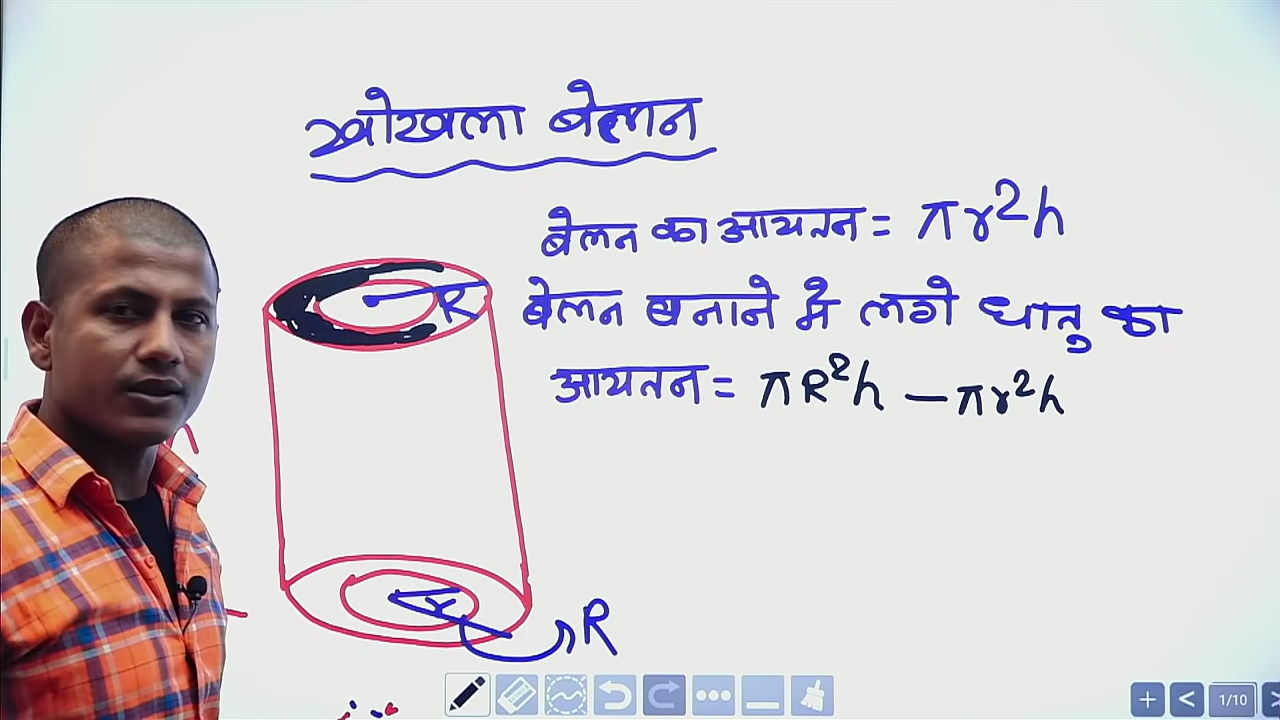 खोखला बेलन
बेलन का आयतन = πr²h
बेलन बनाने मे लगे धातु का
आयतन = πR²h – πr²h
R
r
R
1/10